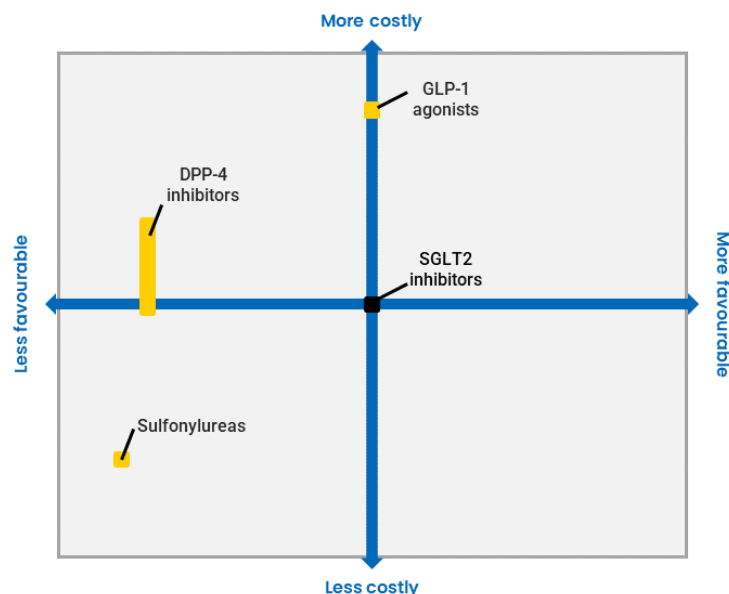 More costly
GLP-1
agonists
DPP-4
inhibitors
SGLT2
inhibitors
Less favourable
More favourable
Sulfonylureas
Less costly